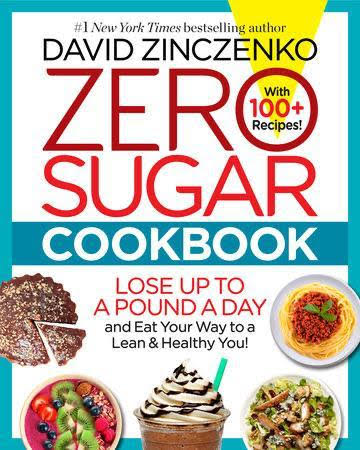 #1 New York Times bestselling author
DAVID ZINCZENKO
ZERO
With
100+
Recipes!
SUGAR
COOKBOOK
LOSE UP TO
A POUND A DAY
and Eat Your Way to a
Lean & Healthy You!